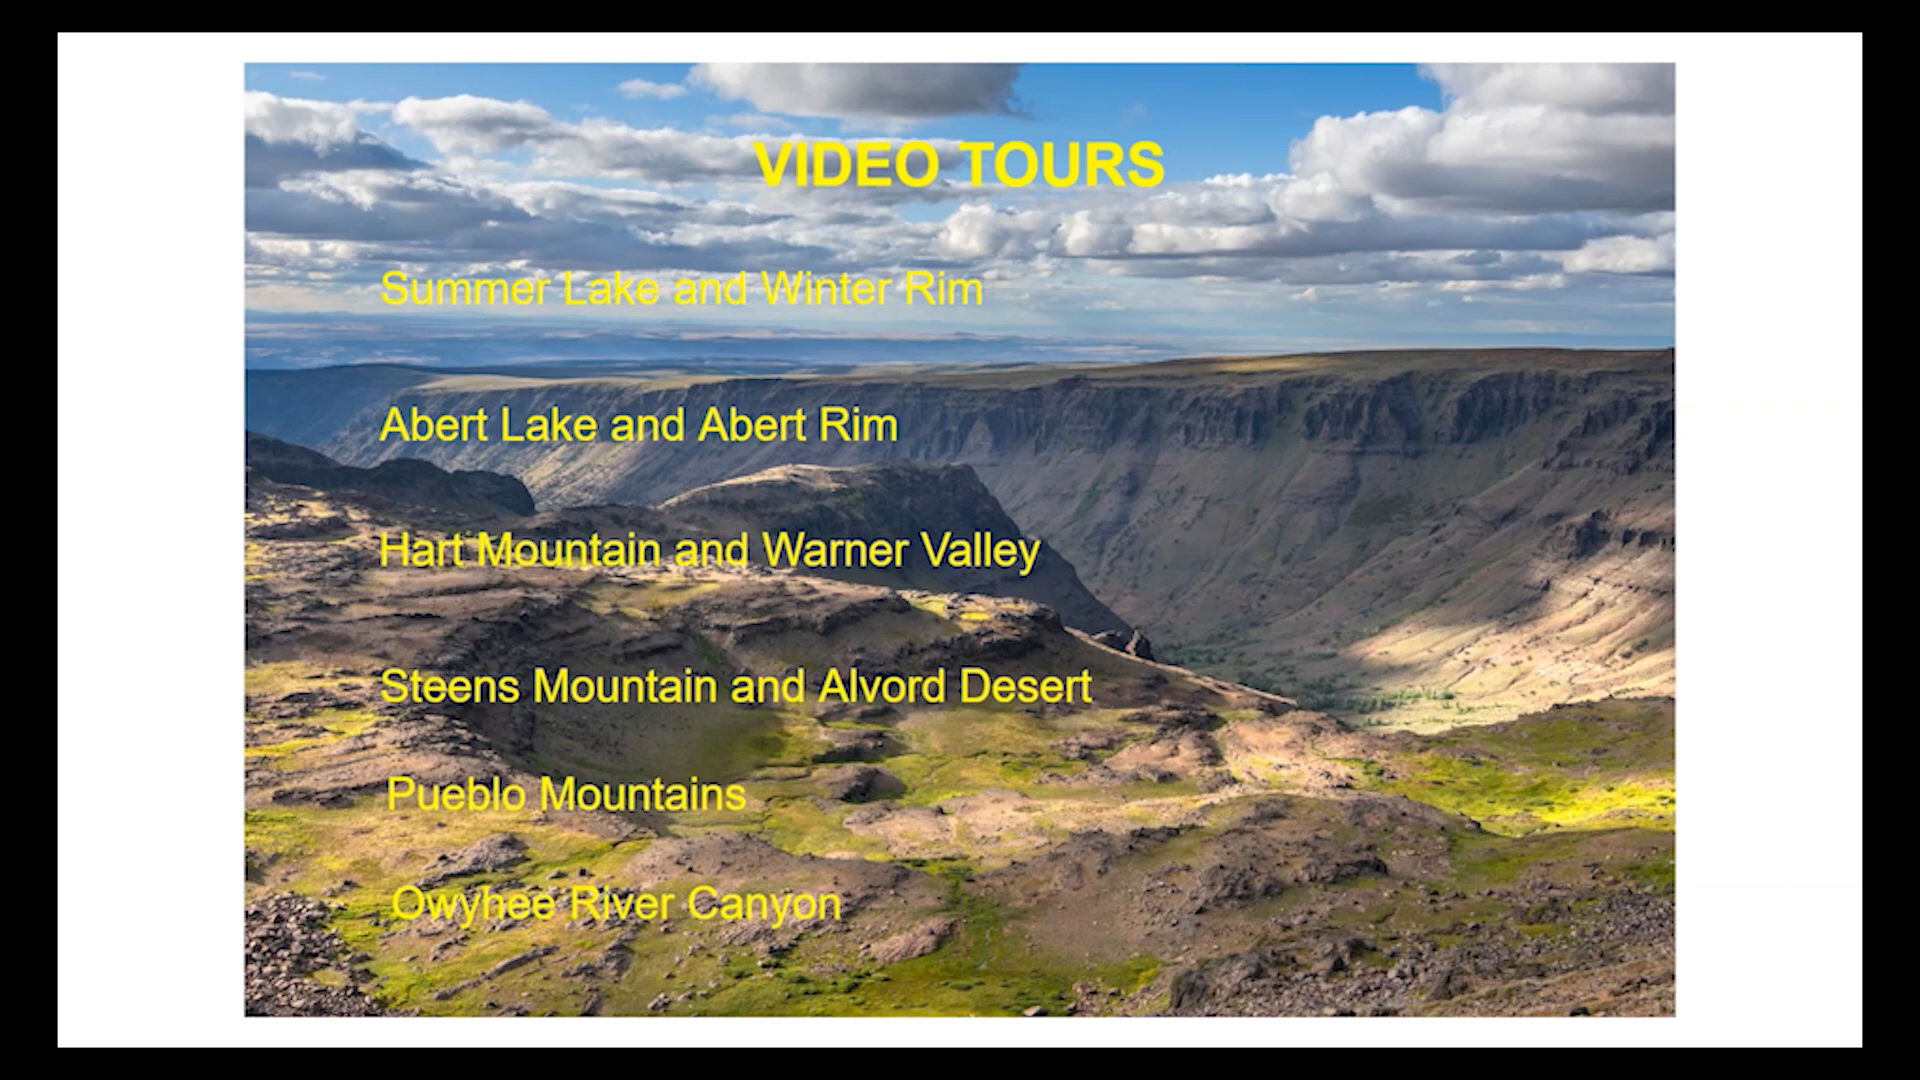 VIDEO TOURS
Summer Lake and Winter Rim
Abert Lake and Abert Rim
Hart Mountain and Warner Valley
Steens Mountain and Alvord Desert
Pueblo Mountains
Owyhee River Canyon